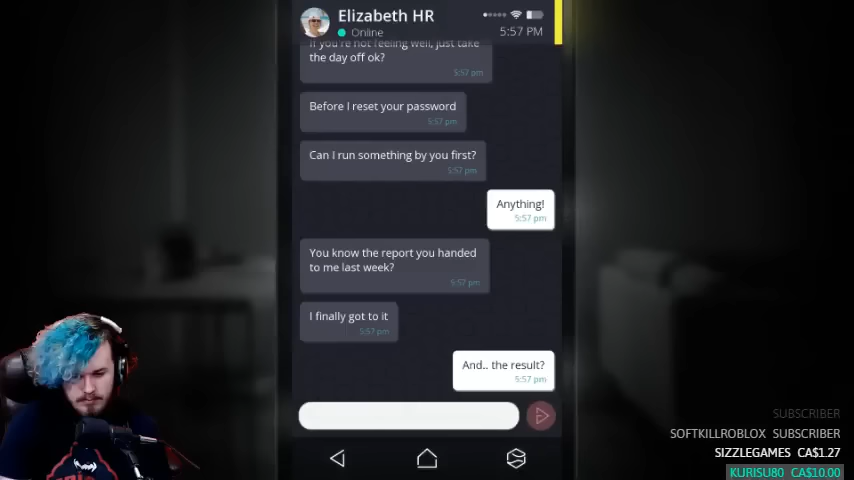 Elizabeth HR
Online
5:57 PM
If you're not feeling well, just take
the day off ok?
5:57 pm
Before I reset your password
5:57 pm
Can I run something by you first?
5:57 pm
Anything!
5:57 pm
You know the report you handed
to me last week?
5:57 pm
I finally got to it
5:57 pm
And.. the result?
5:57 pm
SUBSCRIBER
SOFTKILLROBLOX SUBSCRIBER
SIZZLEGAMES CA$1.27
KURISU80 CA$10.00